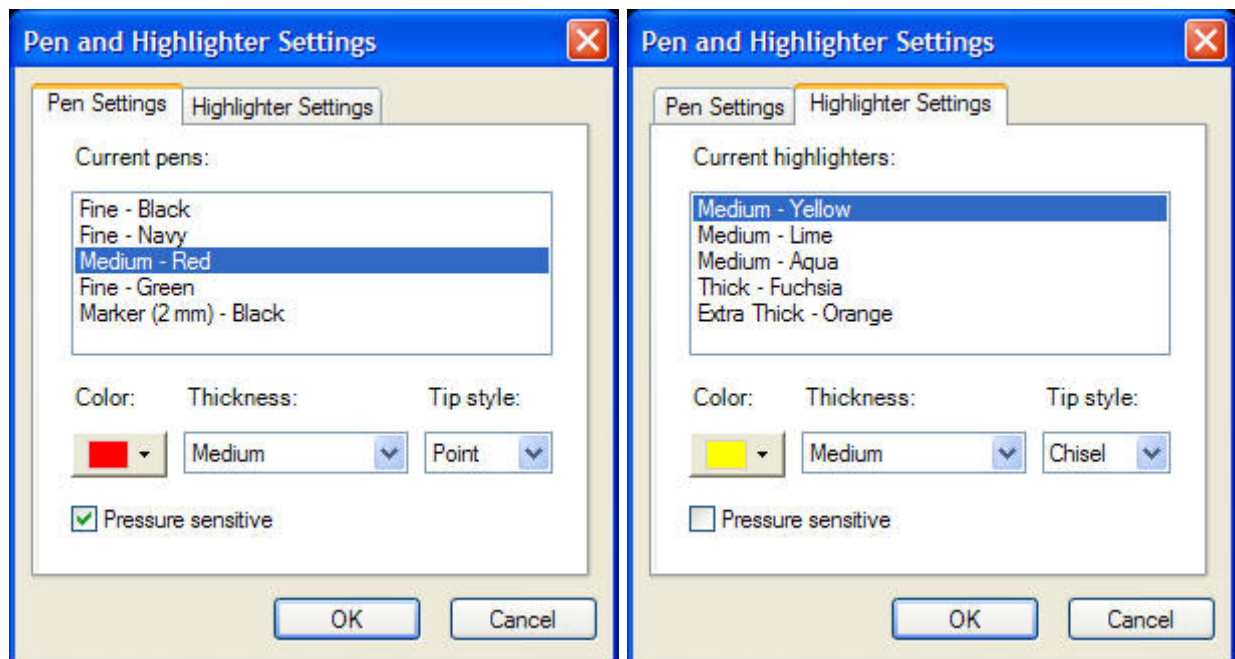 Pen and Highlighter Settings
Pen Settings
Highlighter Settings
Current pens:
Fine - Black
Fine - Navy
Medium - Red
Fine - Green
Marker (2 mm) - Black
Color: Thickness: Tip style:
Medium Point
Pressure sensitive
OK Cancel
Pen and Highlighter Settings
Pen Settings
Highlighter Settings
Current highlighters:
Medium - Yellow
Medium - Lime
Medium - Aqua
Thick - Fuchsia
Extra Thick - Orange
Color: Thickness: Tip style:
Medium Chisel
Pressure sensitive
OK Cancel